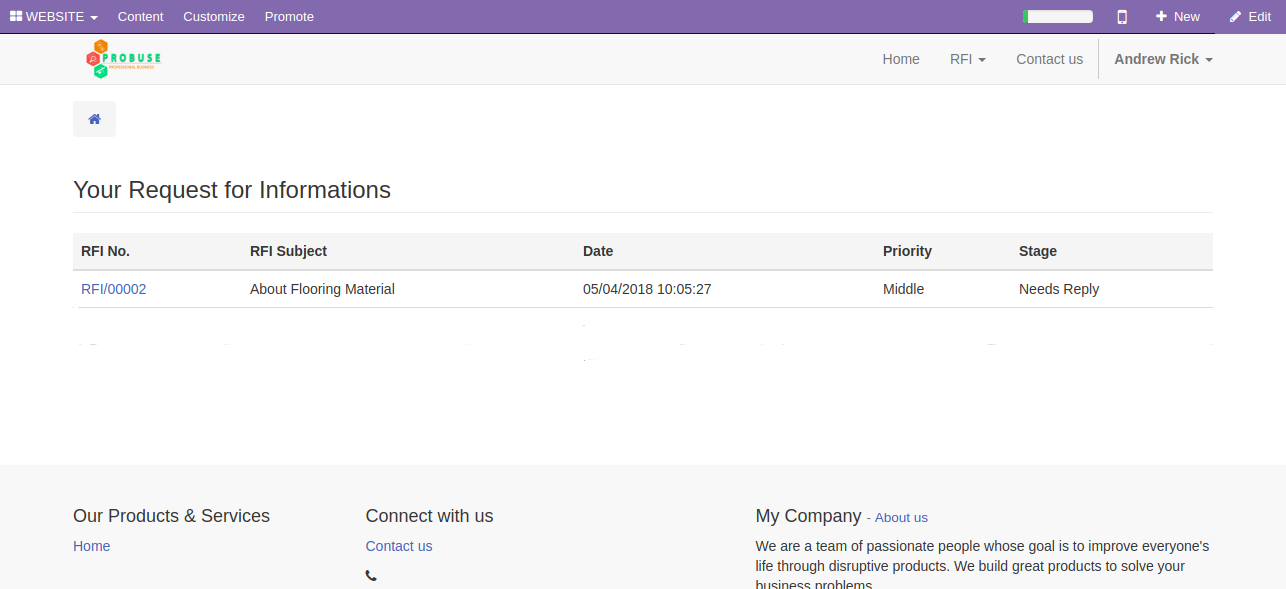 WEBSITE Content Customize Promote New Edit
PROBUSE
PROFESSIONAL BUSINESS
Home RFI Contact us Andrew Rick
Your Request for Informations
RFI No. RFI Subject Date Priority Stage
RFI/00002 About Flooring Material 05/04/2018 10:05:27 Middle Needs Reply
Our Products & Services
Home
Connect with us
Contact us
My Company - About us
We are a team of passionate people whose goal is to improve everyone's
life through disruptive products. We build great products to solve your
business problems.